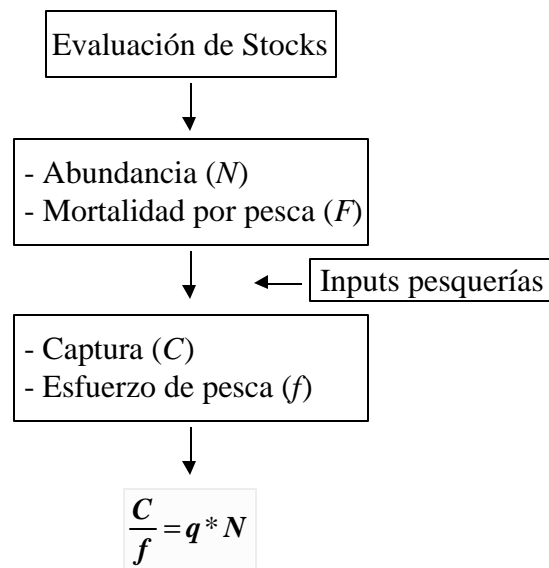 Evaluación de Stocks
- Abundancia (N)
- Mortalidad por pesca (F)
Inputs pesquerías
- Captura (C)
- Esfuerzo de pesca (f)
C/f = q * N